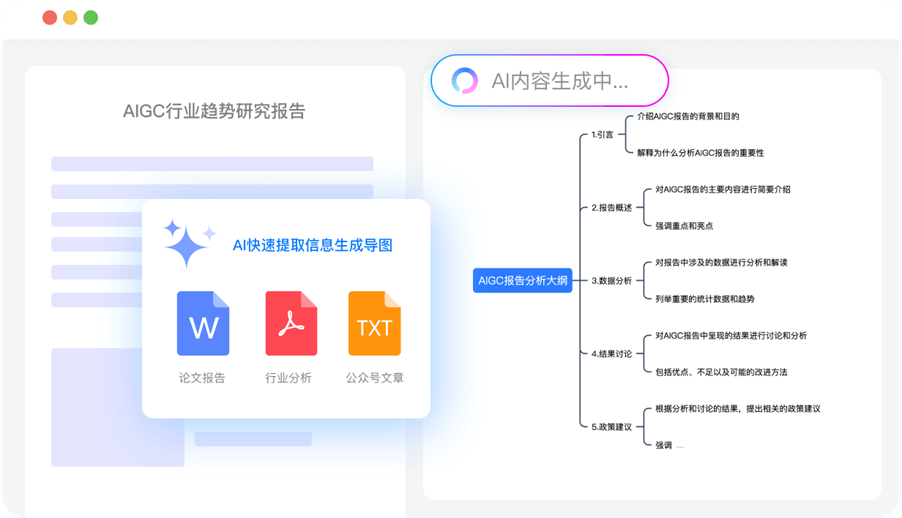 AIGC行业趋势研究报告
AI快速提取信息生成导图
W
TXT
论文报告
行业分析
公众号文章
AI内容生成中...
AIGC报告分析大纲
1.引言
介绍AIGC报告的背景和目的
解释为什么分析AIGC报告的重要性
2.报告概述
对AIGC报告的主要内容进行简要介绍
强调重点和亮点
3.数据分析
对报告中涉及的数据进行分析和解读
列举重要的统计数据和趋势
4.结果讨论
对AIGC报告中呈现的结果进行讨论和分析
包括优点、不足以及可能的改进方法
5.政策建议
根据分析和讨论的结果，提出相关的政策建议
强调 ...